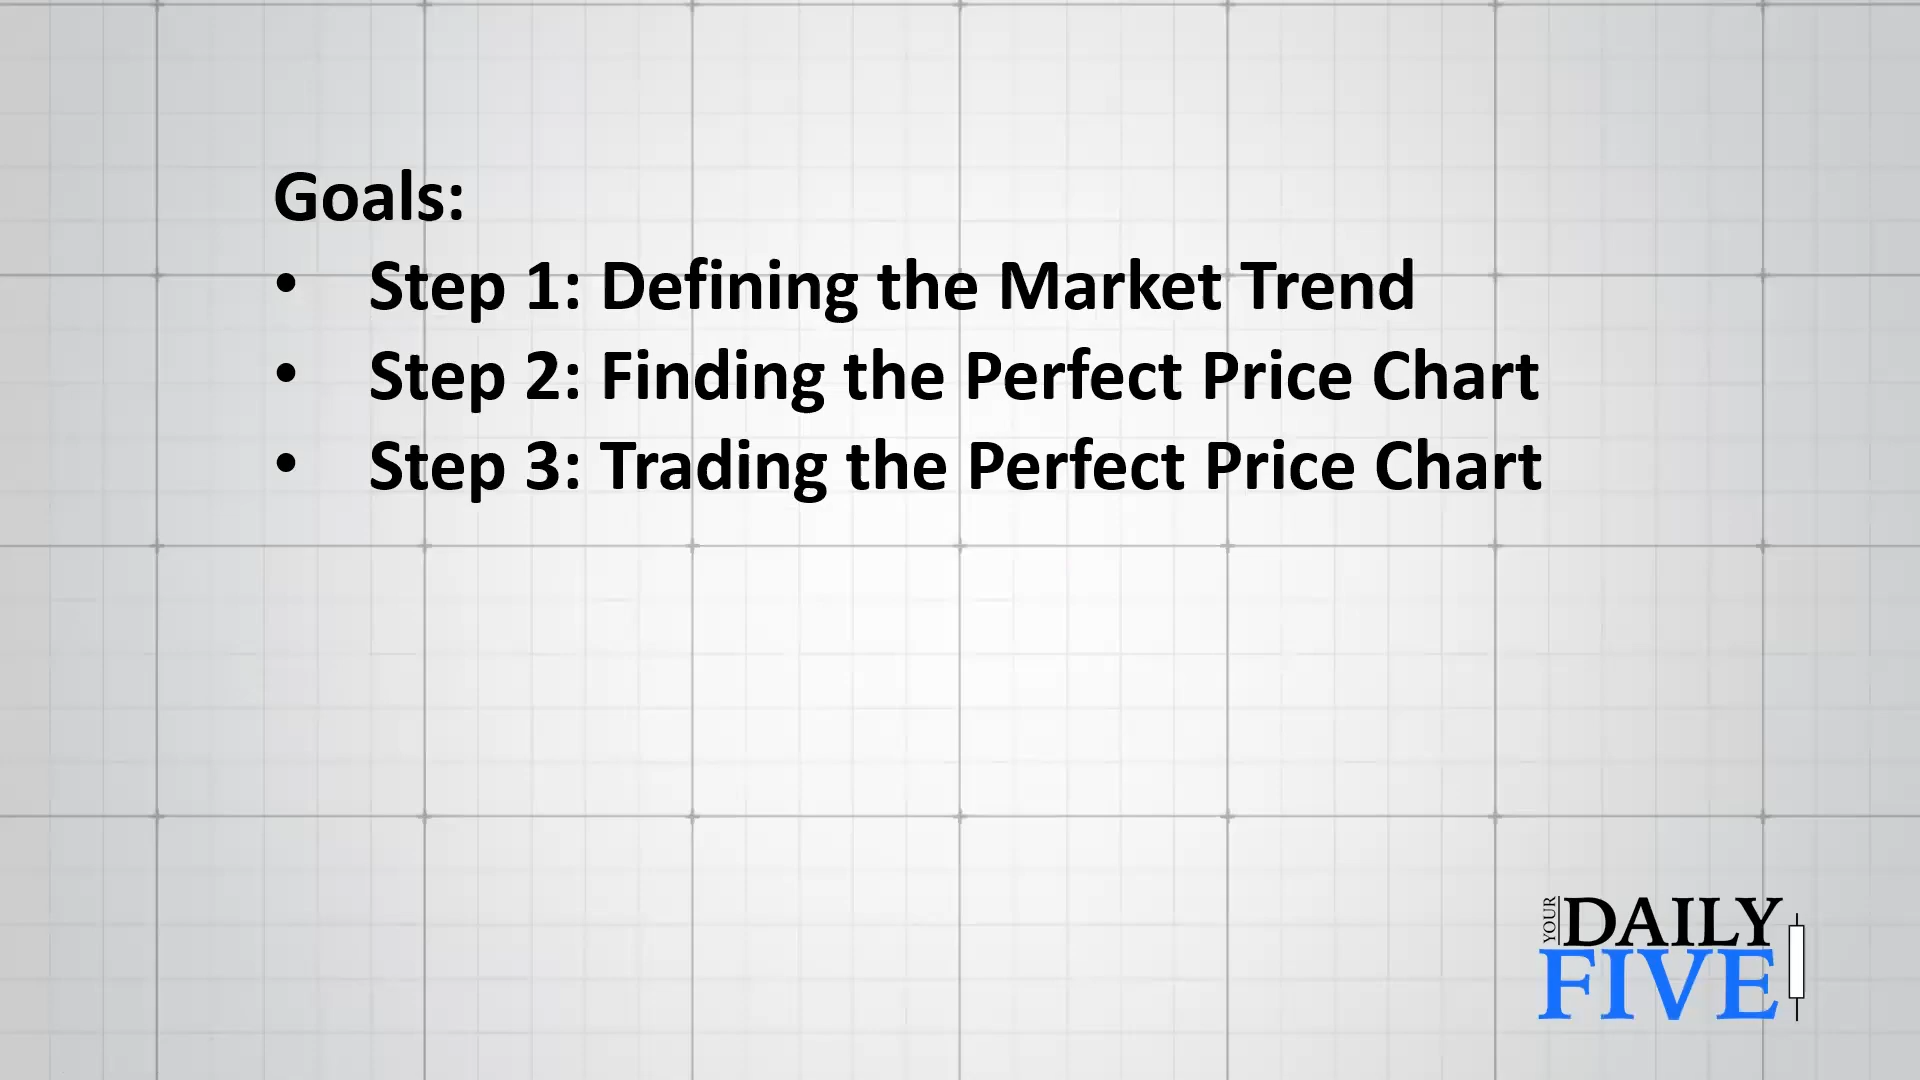 Goals:
• Step 1: Defining the Market Trend
• Step 2: Finding the Perfect Price Chart
• Step 3: Trading the Perfect Price Chart
YOUR
DAILY
FIVE